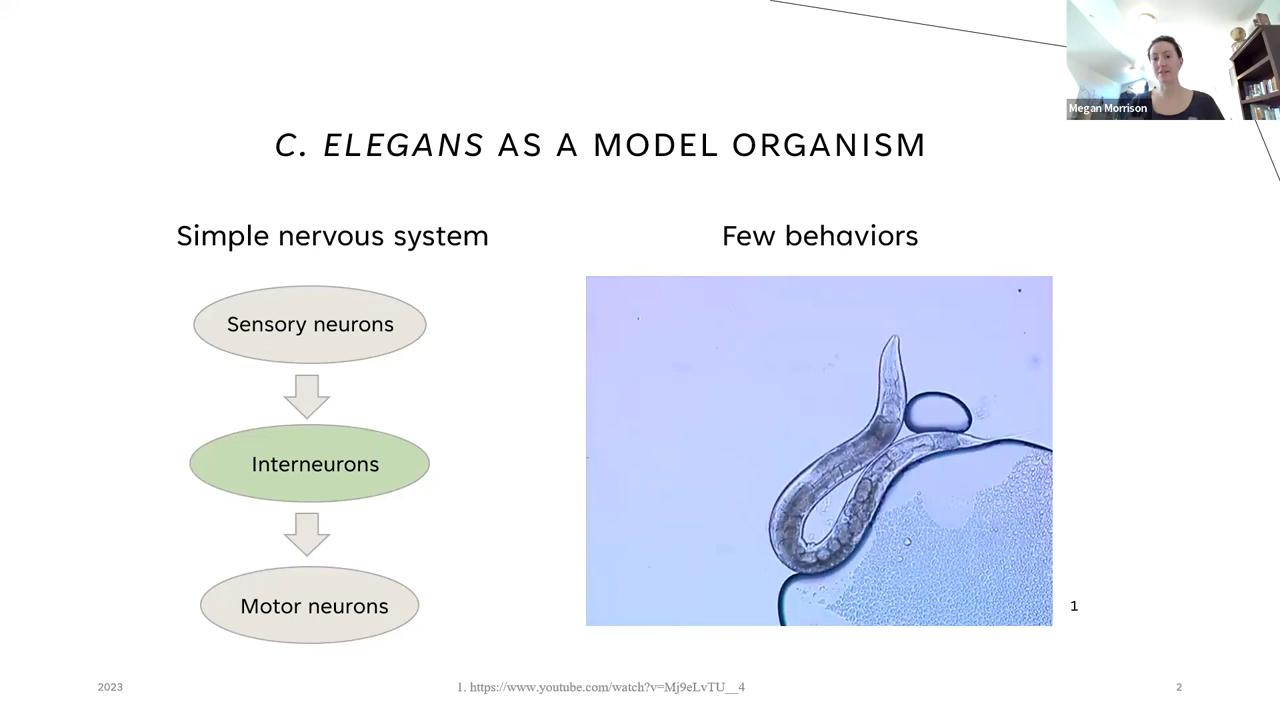 Megan Morrison
C. ELEGANS AS A MODEL ORGANISM
Simple nervous system
Few behaviors
Sensory neurons
Interneurons
Motor neurons
1
2023
1. https://www.youtube.com/watch?v=Mj9eLvTU__4
2